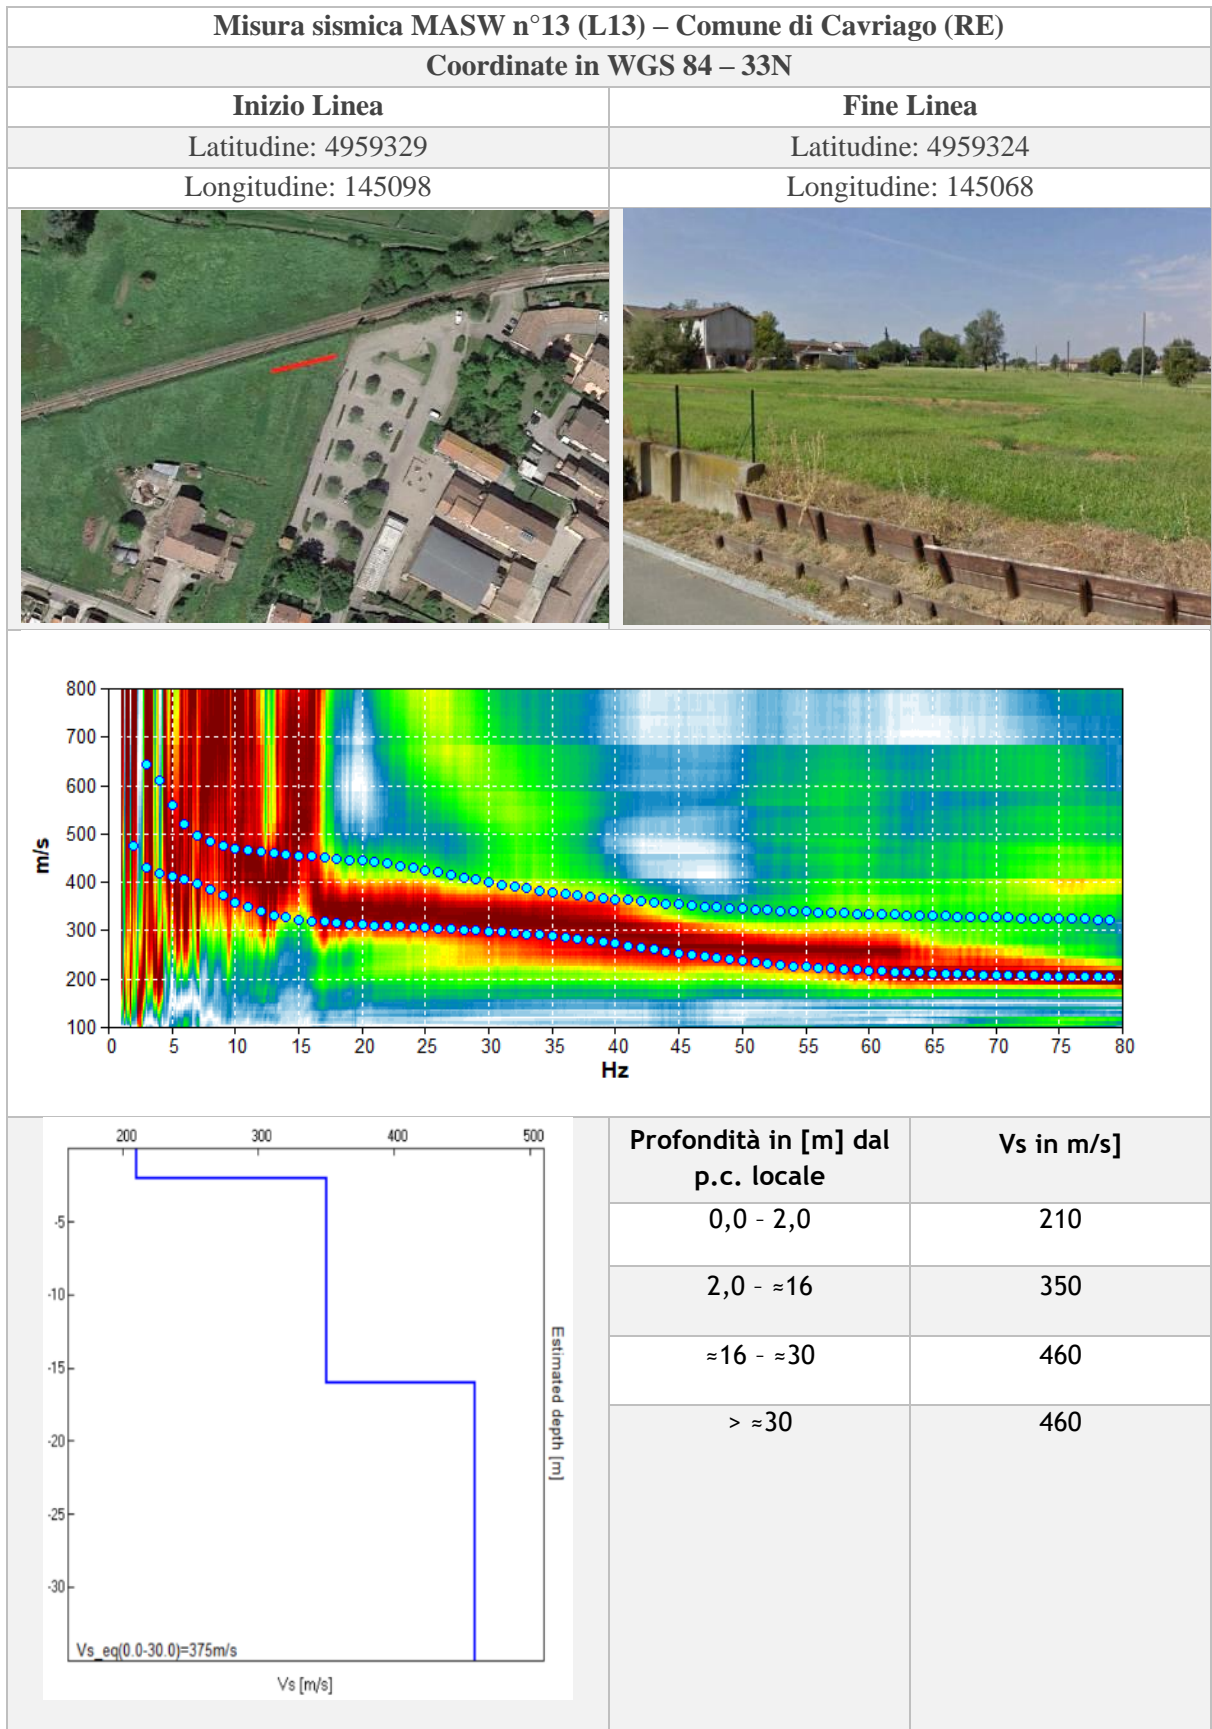 Misura sismica MASW n°13 (L13) – Comune di Cavriago (RE)
Coordinate in WGS 84 – 33N
Inizio Linea
Fine Linea
Latitudine: 4959329
Latitudine: 4959324
Longitudine: 145098
Longitudine: 145068
800
700
600
500
400
300
200
100
m/s
0 5 10 15 20 25 30 35 40 45 50 55 60 65 70 75 80
Hz
200 300 400 500
-5
-10
-15
-20
-25
-30
Estimated depth [m]
Vs_eq(0.0-30.0)=375m/s
Vs [m/s]
Profondità in [m] dal
p.c. locale
Vs in m/s]
0,0 – 2,0
210
2,0 – ≈16
350
≈16 – ≈30
460
> ≈30
460